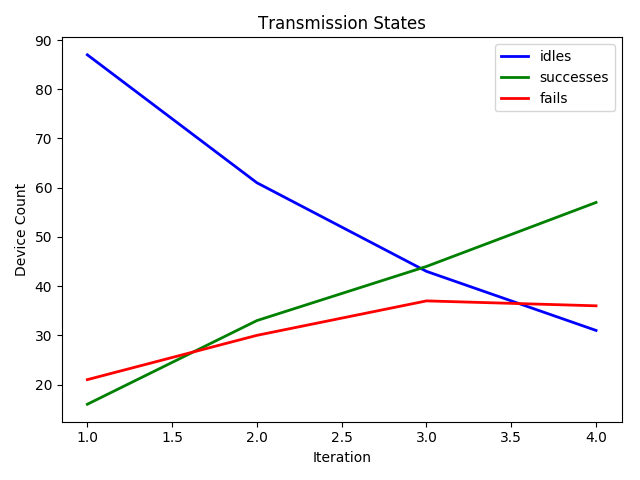 Transmission States
90
80
70
60
50
40
30
20
Device Count
idles
successes
fails
1.0 1.5 2.0 2.5 3.0 3.5 4.0
Iteration